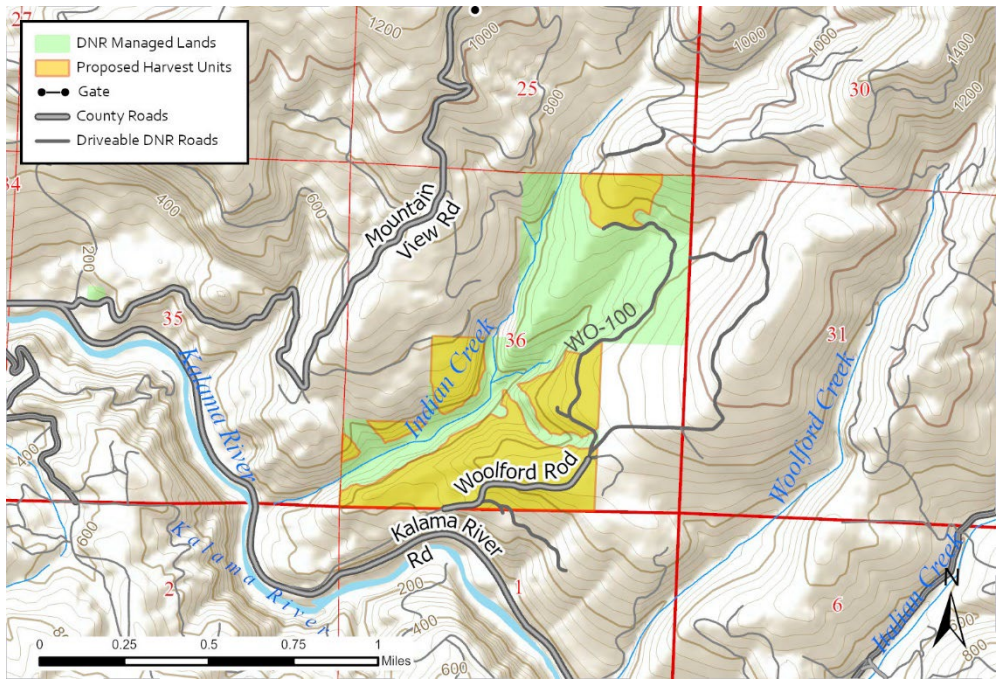 27
DNR Managed Lands
Proposed Harvest Units
Gate
County Roads
Driveable DNR Roads
1200
1000
25
800
1000
1000
30
1400
1200
34
400
600
Mountain
View Rd
200
35
36
WO-100
31
Indian Creek
Kalama River
Woolford Creek
400
Woolford Rod
Kalama River
Rd
600
Kalama River
2
200
400
1
6
Italian Creek
N
600
800
600
0 0.25 0.5 0.75 1
Miles